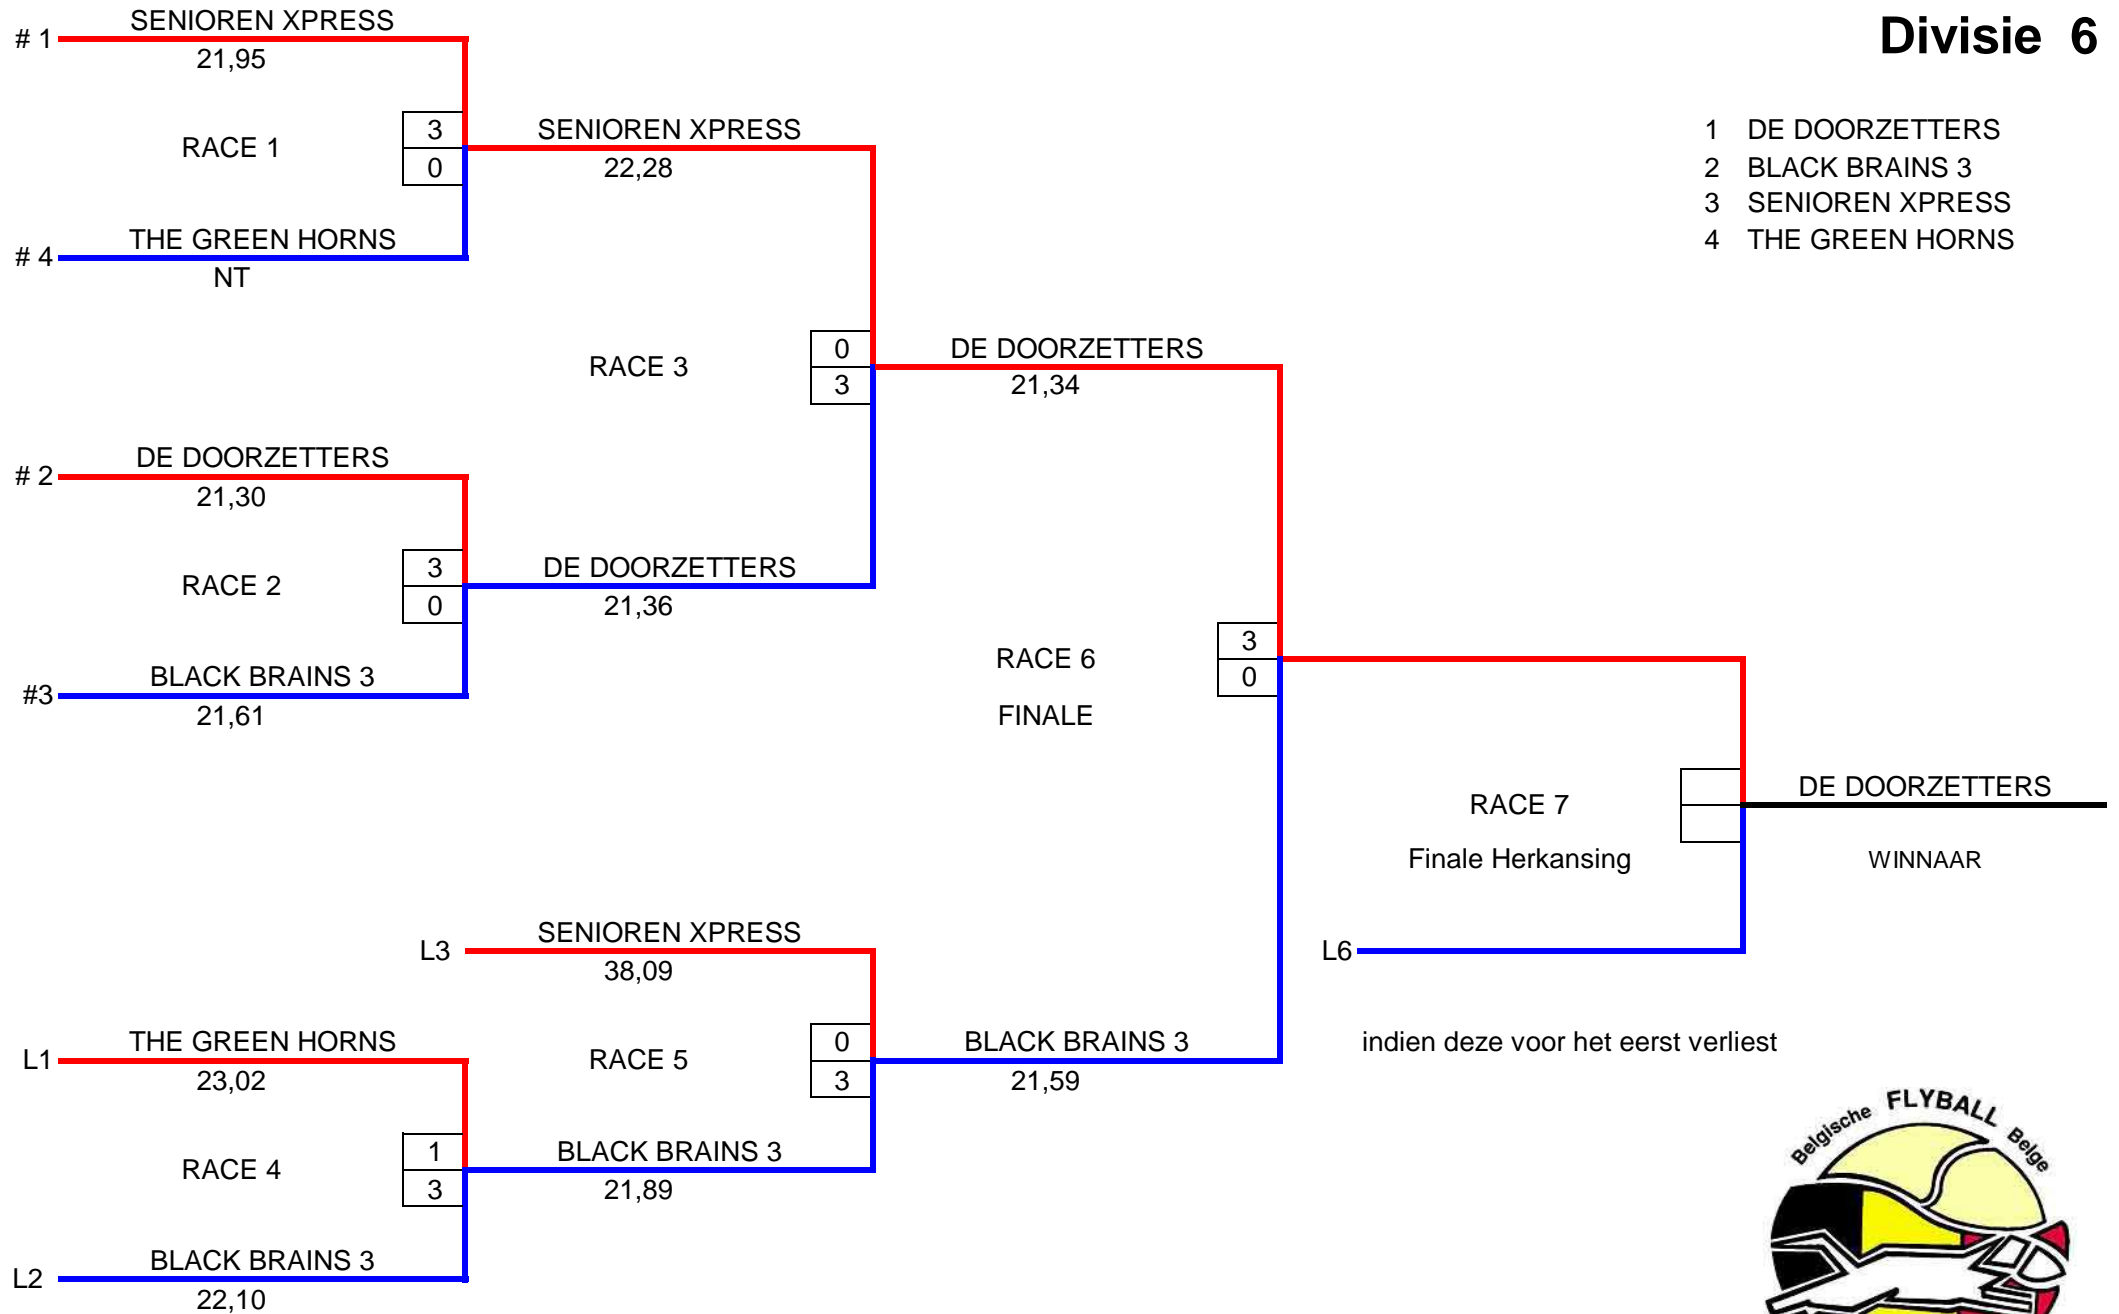 Divisie 6
1 DE DOORZETTERS
2 BLACK BRAINS 3
3 SENIOREN XPRESS
4 THE GREEN HORNS
# 1
SENIOREN XPRESS
21,95
RACE 1
3
0
# 4
THE GREEN HORNS
NT
SENIOREN XPRESS
22,28
RACE 3
0
3
# 2
DE DOORZETTERS
21,30
RACE 2
3
0
#3
BLACK BRAINS 3
21,61
DE DOORZETTERS
21,36
DE DOORZETTERS
21,34
RACE 6
FINALE
3
0
RACE 7
Finale Herkansing
DE DOORZETTERS
WINNAAR
L3
SENIOREN XPRESS
38,09
RACE 5
0
3
L1
THE GREEN HORNS
23,02
RACE 4
1
3
L2
BLACK BRAINS 3
22,10
BLACK BRAINS 3
21,89
BLACK BRAINS 3
21,59
L6
indien deze voor het eerst verliest
Belgische FLYBALL Belge